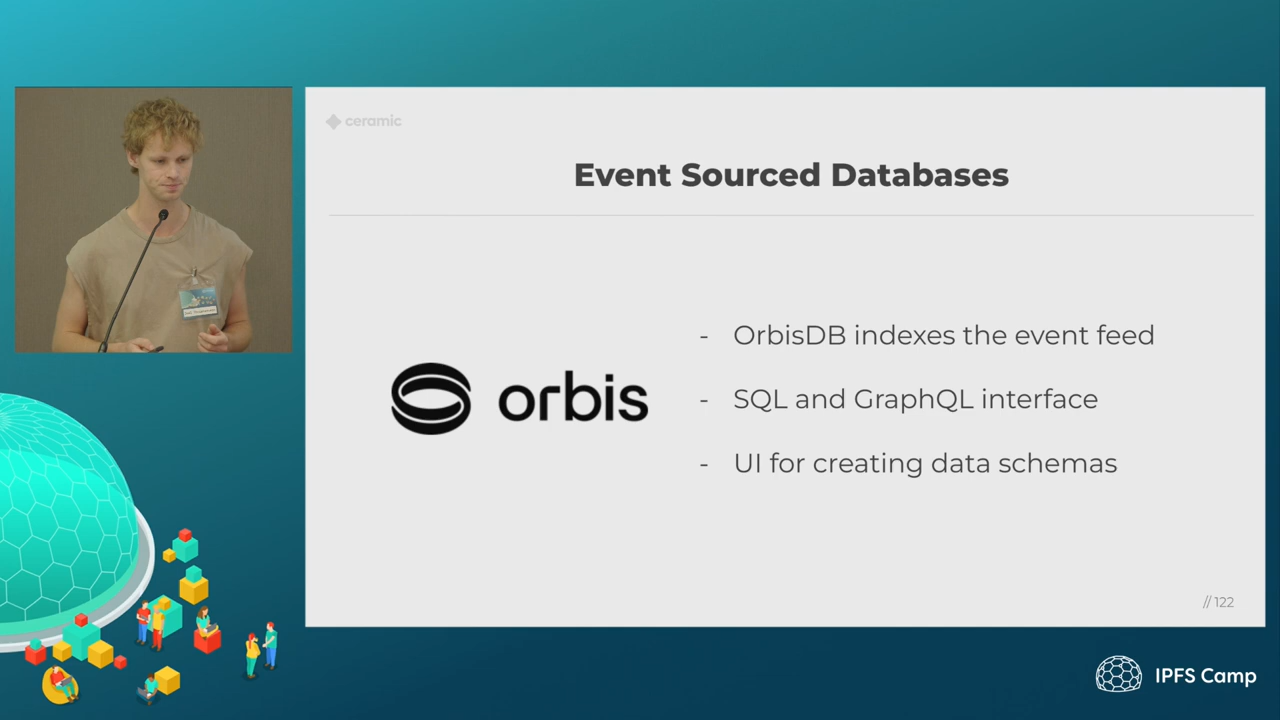 ceramic
Event Sourced Databases
orbis
- OrbisDB indexes the event feed
- SQL and GraphQL interface
- UI for creating data schemas
// 122
IPFS Camp